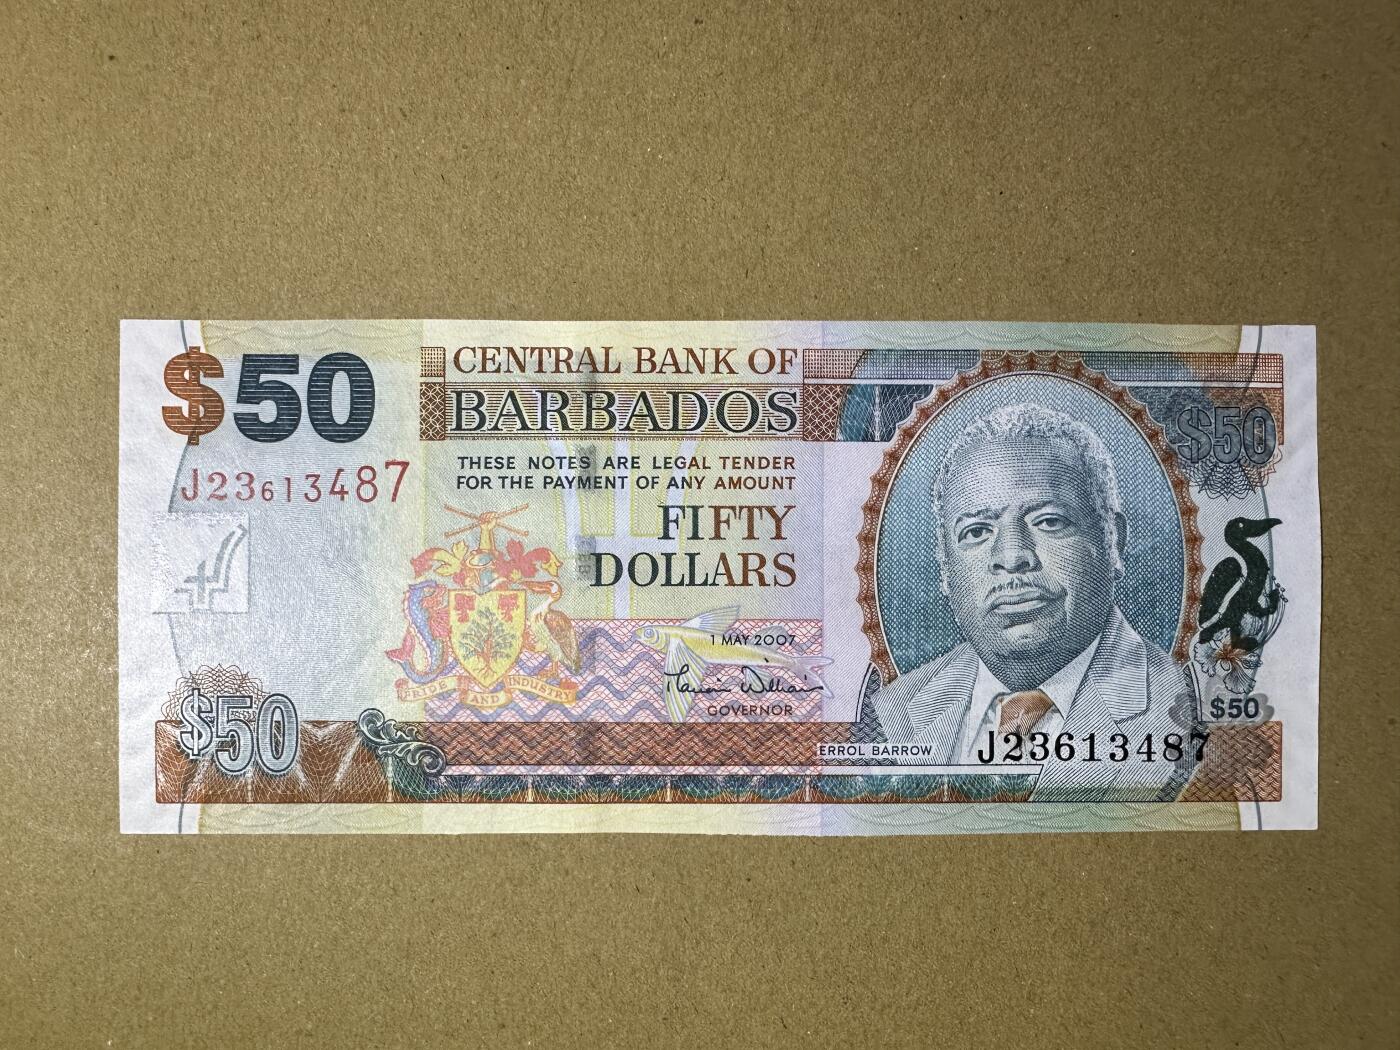 $50
CENTRAL BANK OF
BARBADOS
$50
J23613487
THESE NOTES ARE LEGAL TENDER
FOR THE PAYMENT OF ANY AMOUNT
FIFTY
DOLLARS
1 MAY 2007
PRIDE AND INDUSTRY
GOVERNOR
$50
$50
ERROL BARROW
J23613487